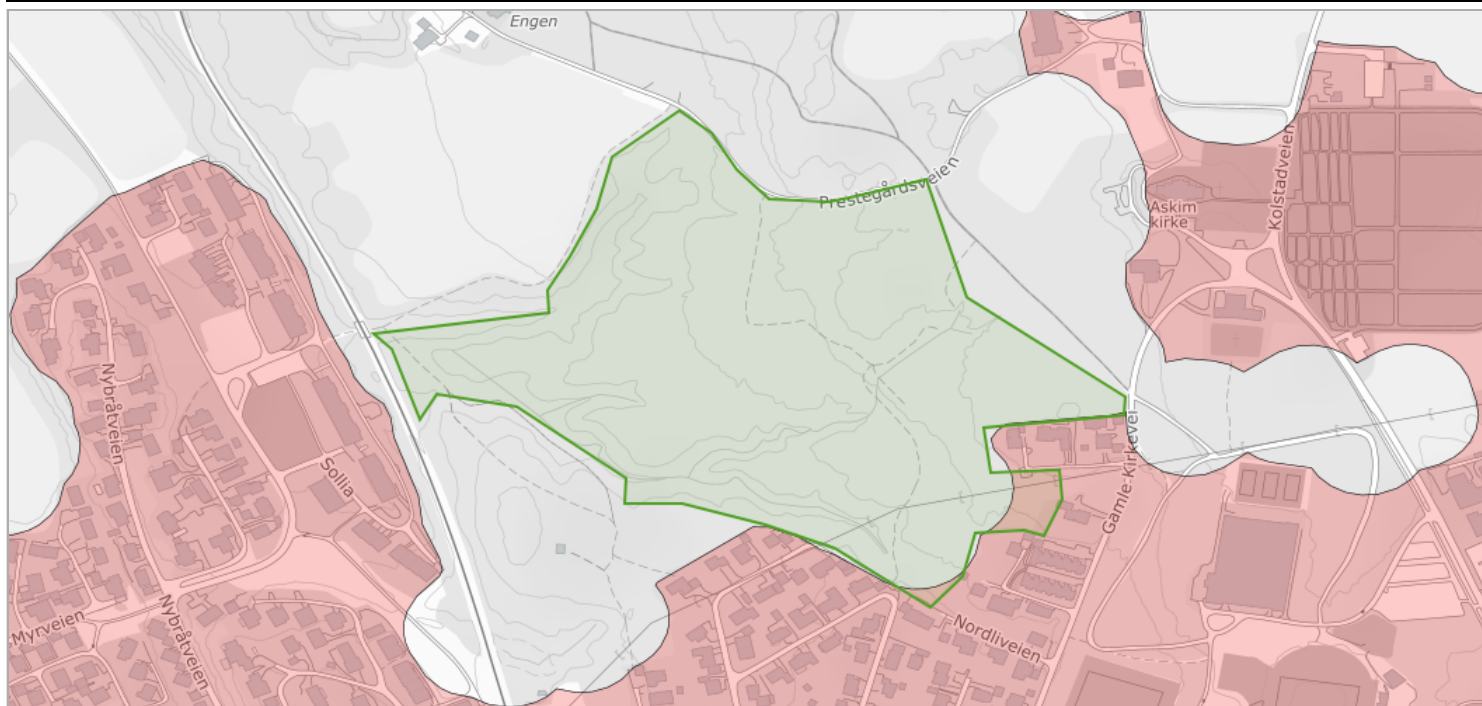 Engen
Prestegårdsveien
Askim
kirke
Kolstadveien
Nybråtveien
Sollia
Gamle Kirkevei
Myrveien
Nybråtveien
Nordliveien